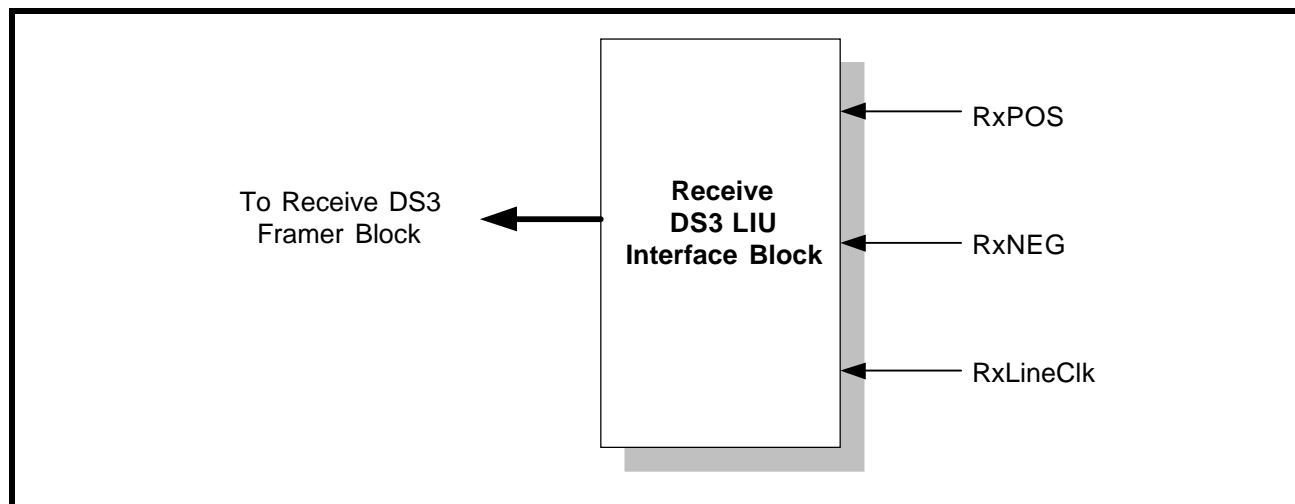 To Receive DS3
Framer Block
Receive
DS3 LIU
Interface Block
RxPOS
RxNEG
RxLineClk